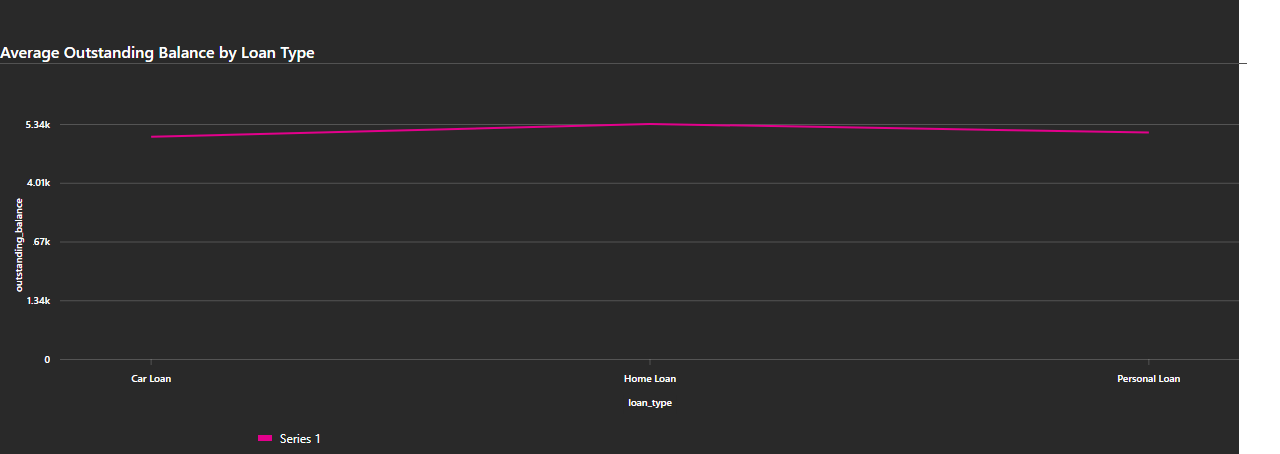 Average Outstanding Balance by Loan Type
5.34k
4.01k
.67k
1.34k
0
outstanding_balance
Car Loan
Home Loan
Personal Loan
loan_type
Series 1